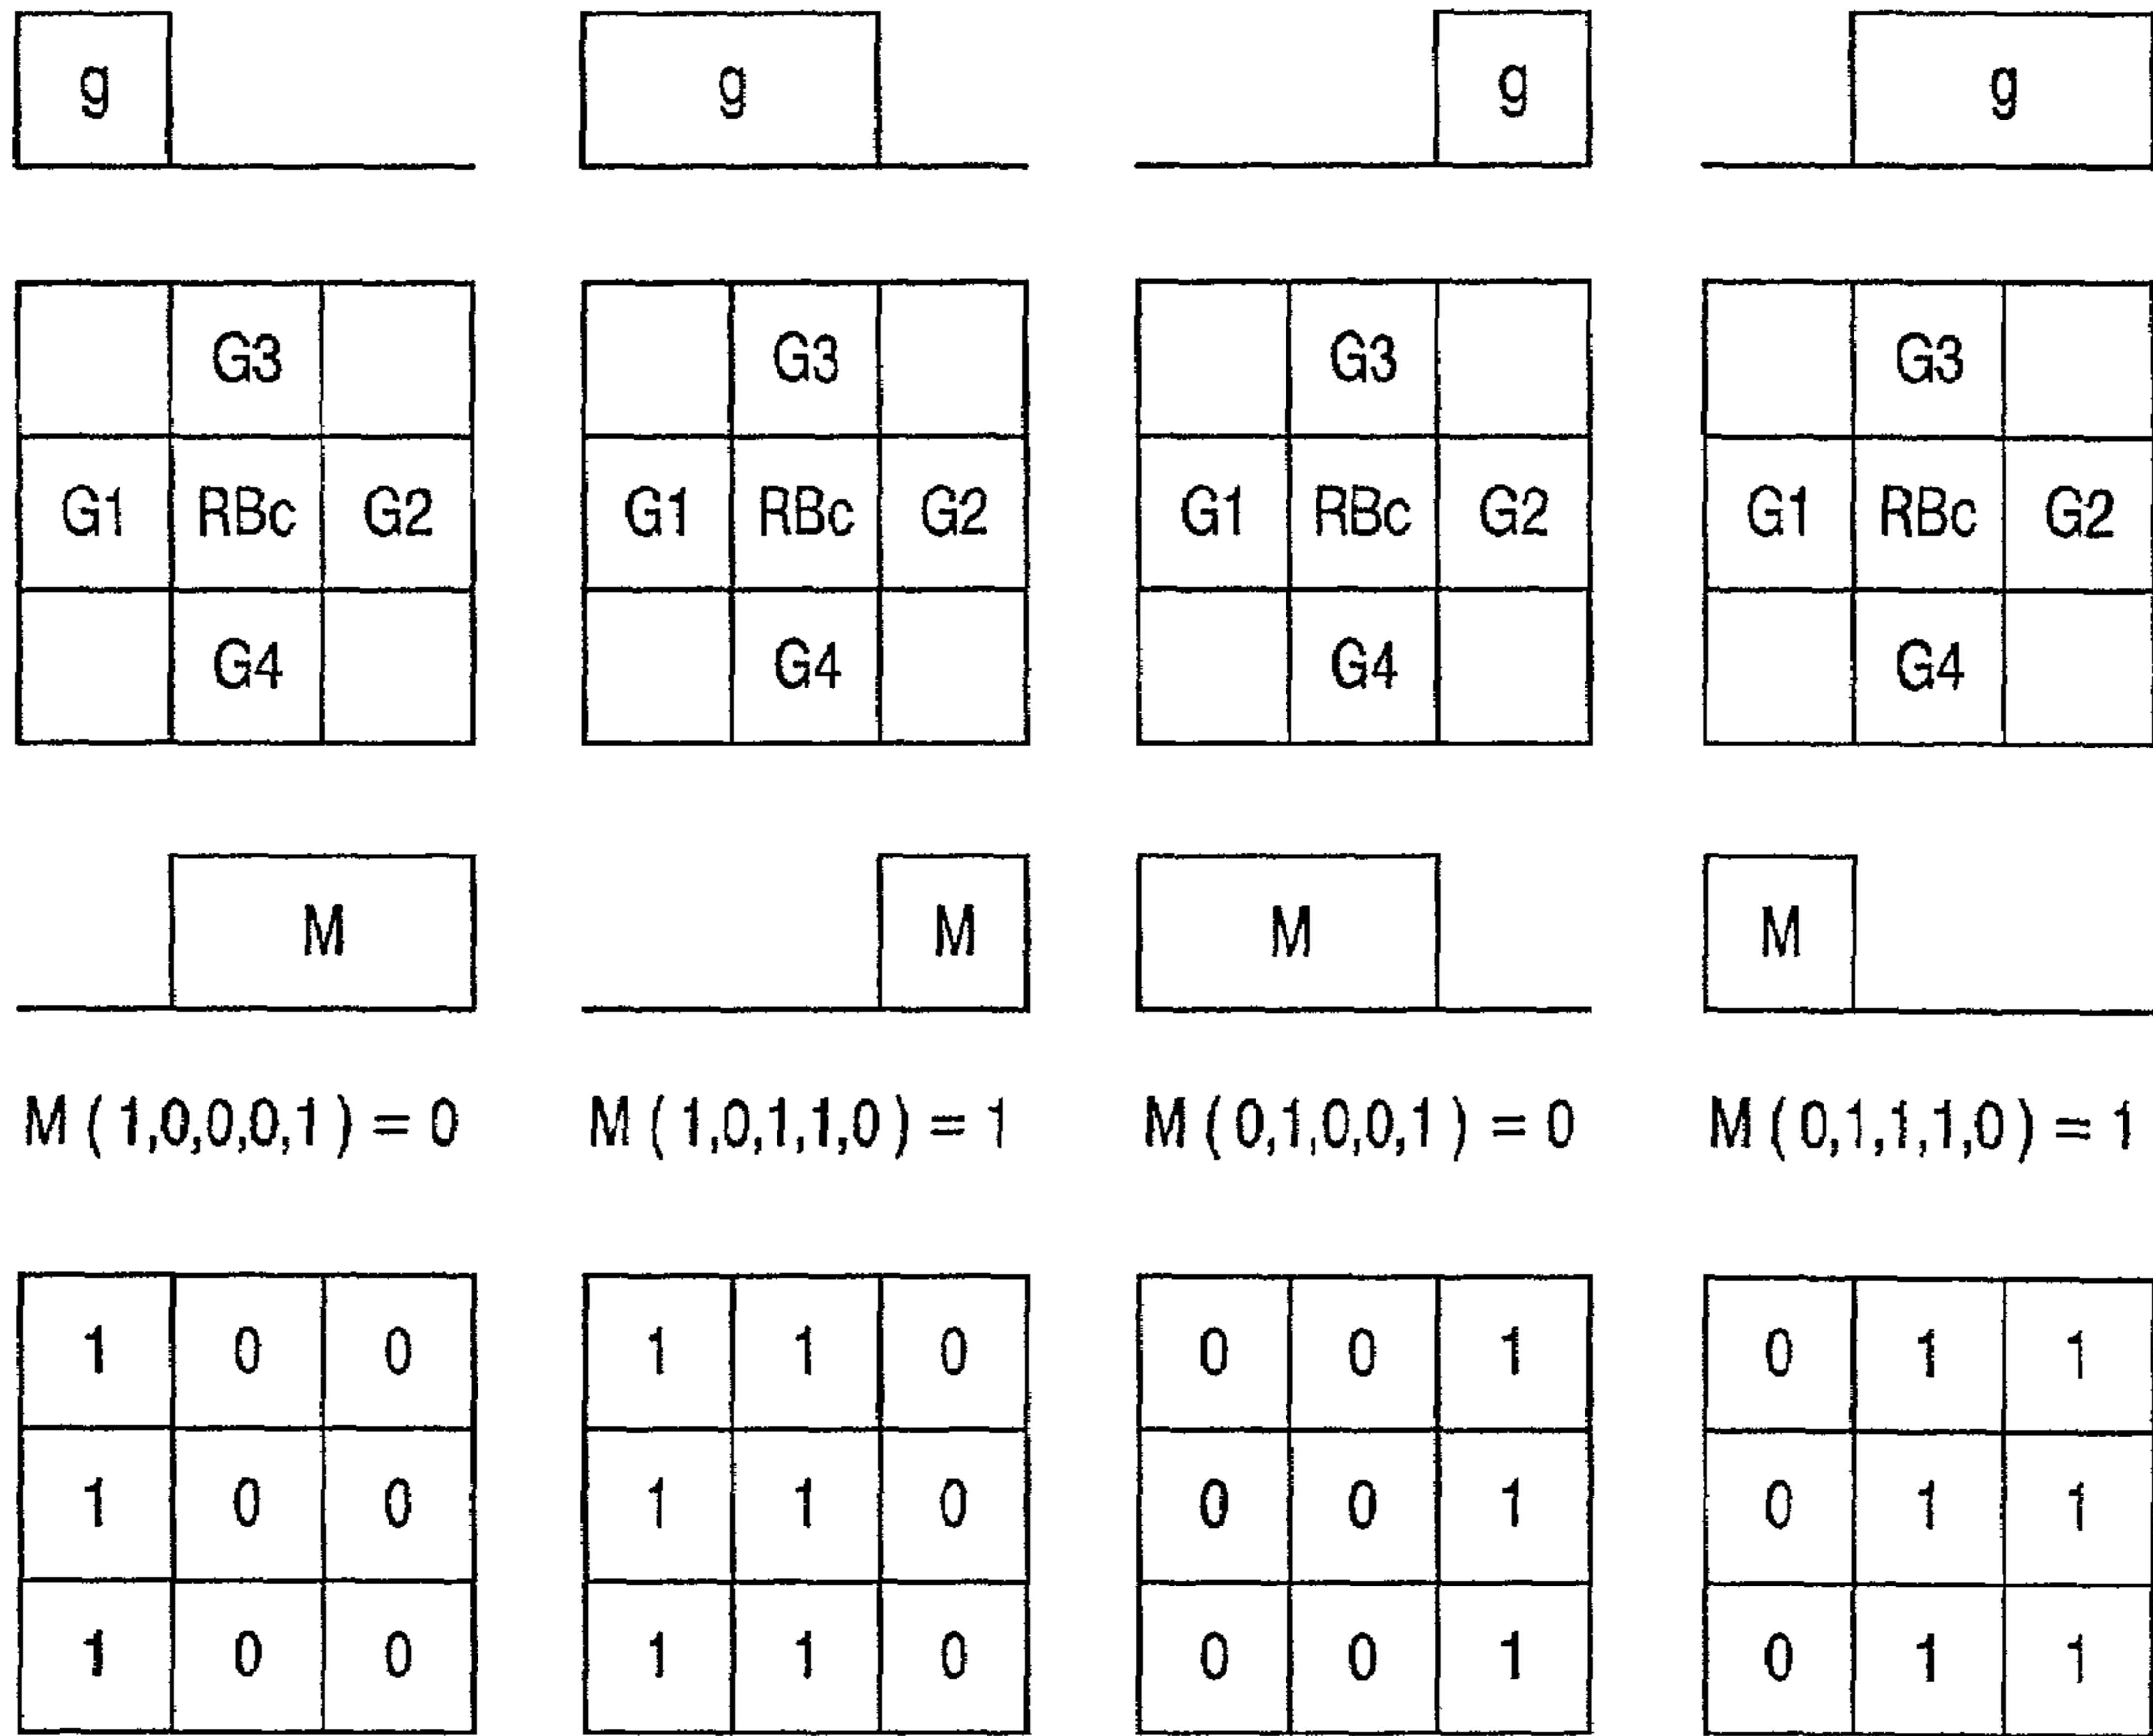 g g g g
G3 G3 G3 G3
G1 RBc G2 G1 RBc G2 G1 RBc G2 G1 RBc G2
G4 G4 G4 G4
M M M M
M ( 1,0,0,0,1 ) = 0 M ( 1,0,1,1,0 ) = 1 M ( 0,1,0,0,1 ) = 0 M ( 0,1,1,1,0 ) = 1
1 0 0 1 1 0 0 0 1 0 1 1
1 0 0 1 1 0 0 0 1 0 1 1
1 0 0 1 1 0 0 0 1 0 1 1